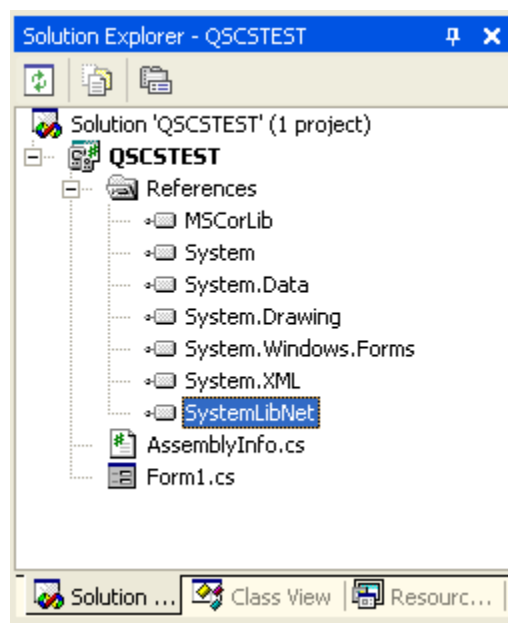 Solution Explorer - QSCSTEST
Solution 'QSCSTEST' (1 project)
QSCSTEST
References
MSCorLib
System
System.Data
System.Drawing
System.Windows.Forms
System.XML
SystemLibNet
AssemblyInfo.cs
Form1.cs
Solution ... Class View Resourc...